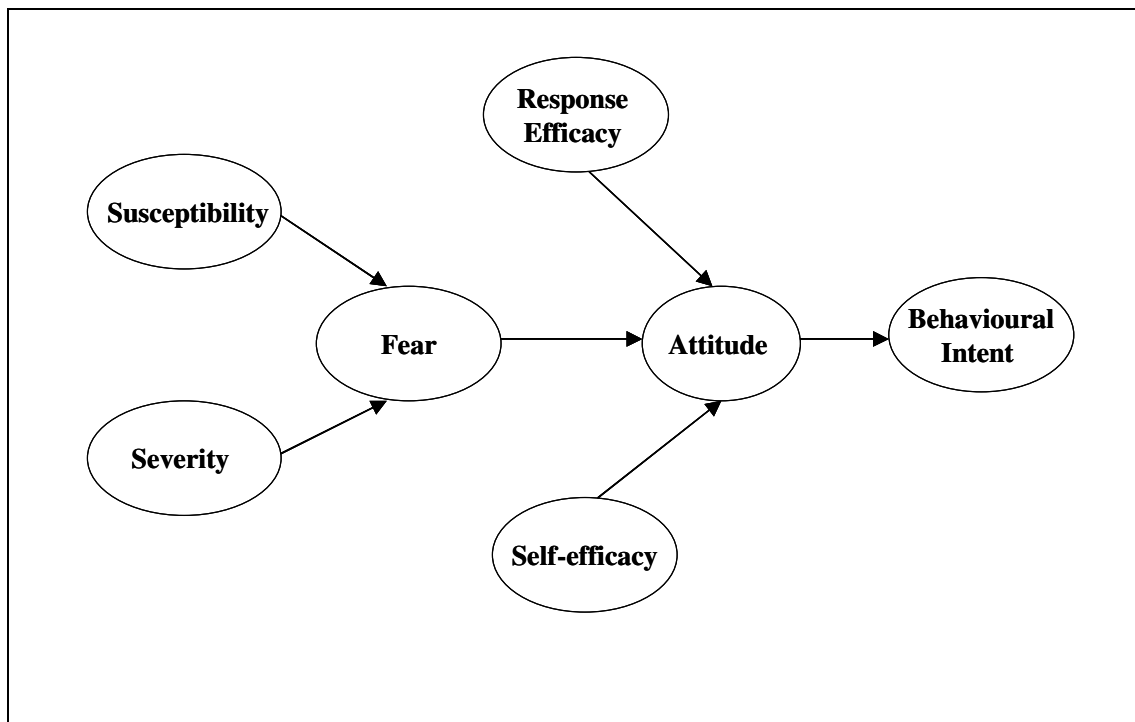 Response
Efficacy
Susceptibility
Fear
Attitude
Behavioural
Intent
Severity
Self-efficacy